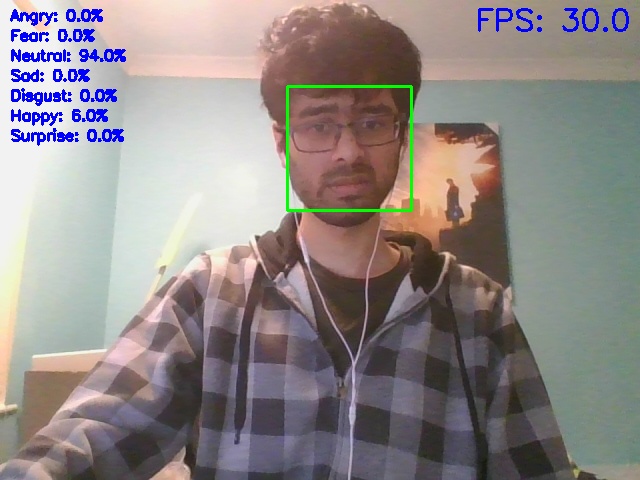 Angry: 0.0%
Fear: 0.0%
Neutral: 94.0%
Sad: 0.0%
Disgust: 0.0%
Happy: 6.0%
Surprise: 0.0%
FPS: 30.0